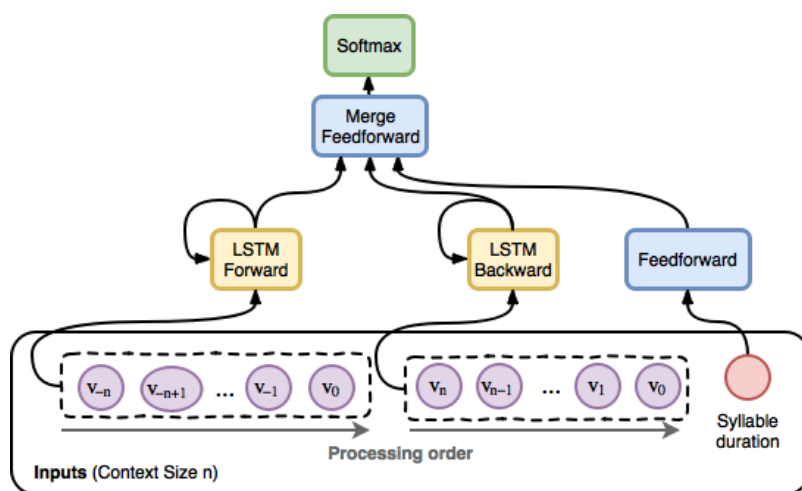 Softmax
Merge
Feedforward
LSTM
Forward
LSTM
Backward
Feedforward
v₋ₙ v₋ₙ₊₁ ... v₋₁ v₀
vₙ vₙ₋₁ ... v₁ v₀
Syllable
duration
Processing order
Inputs (Context Size n)